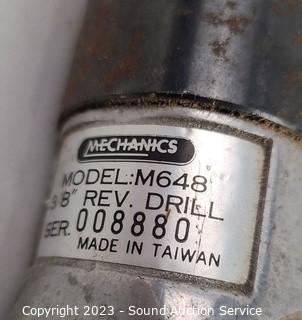 MECHANICS
MODEL:M648
3/8" REV. DRILL
SER. 008880
MADE IN TAIWAN
Copyright 2023 - Sound Auction Service